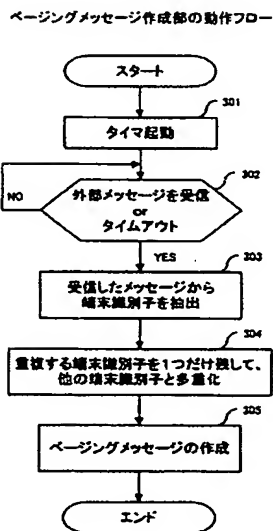 ページングメッセージ作成部の動作フロー
スタート
301
タイマ起動
302
外部メッセージを受信
or
タイムアウト
NO
YES
303
受信したメッセージから
端末識別子を抽出
304
重複する端末識別子を1つだけ残して、
他の端末識別子と多重化
305
ページングメッセージの作成
エンド